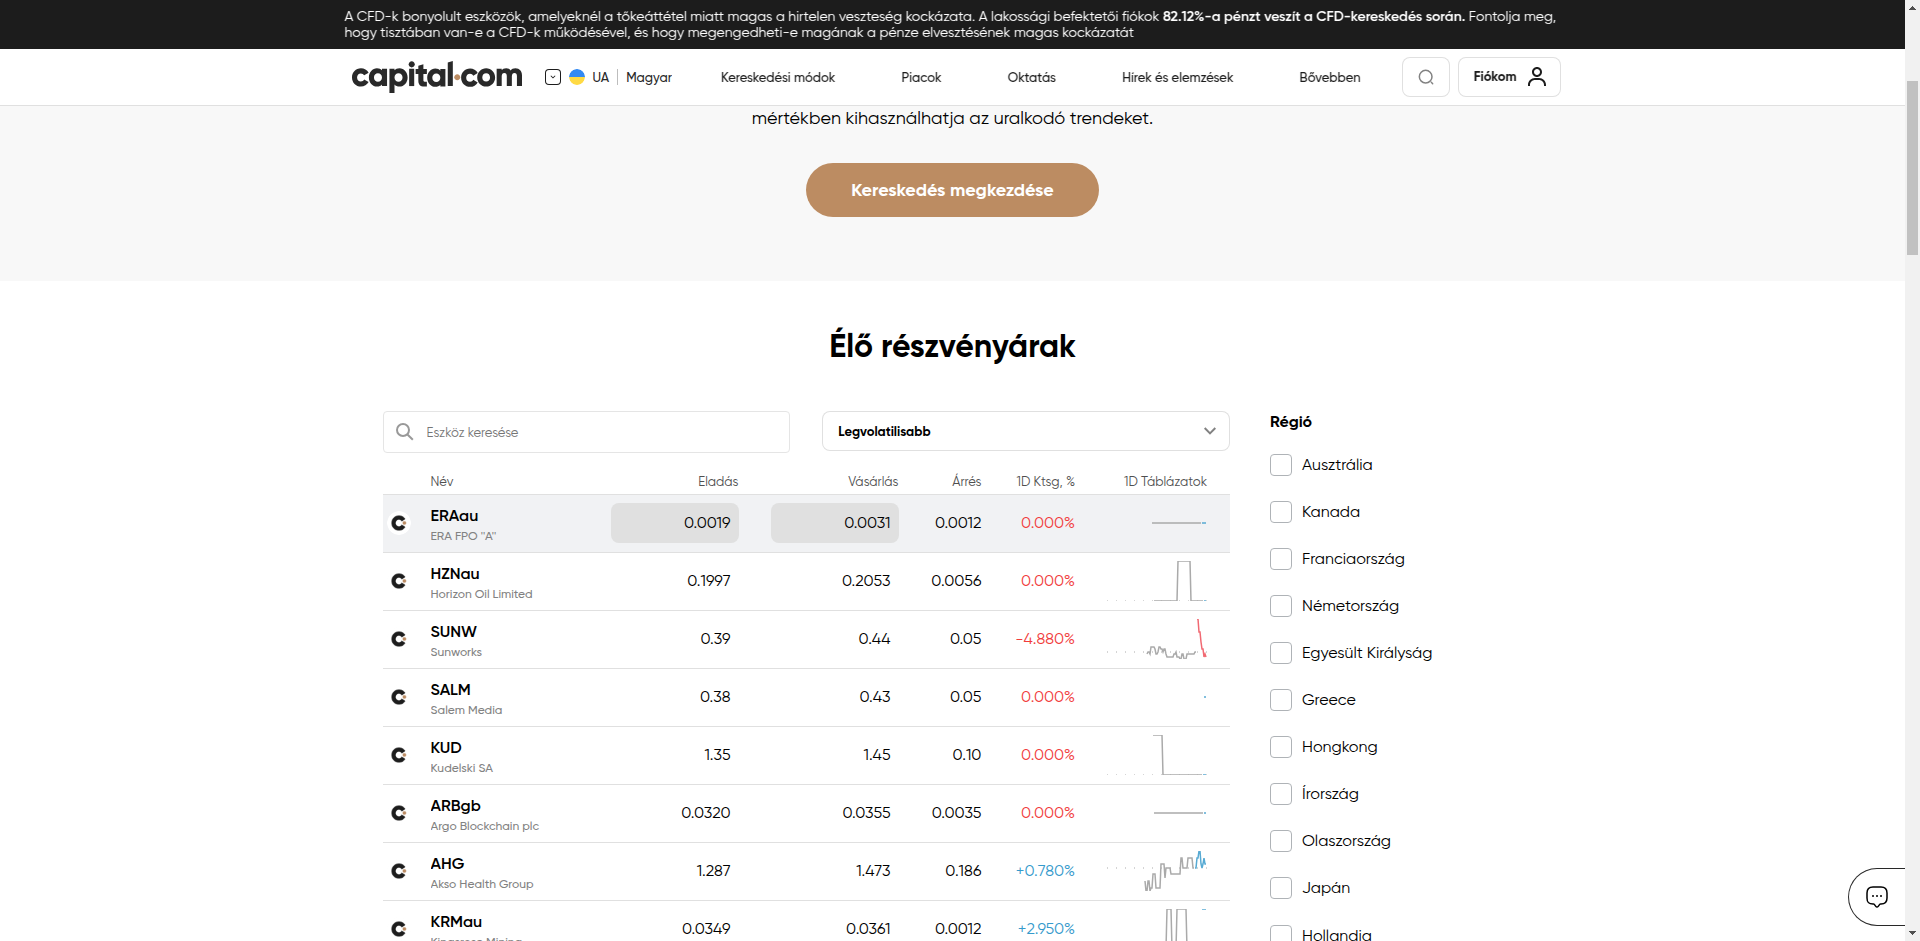 A CFD-k bonyolult eszközök, amelyeknél a tőkeáttétel miatt magas a hirtelen veszteség kockázata. A lakossági befektetői fiókok 82.12%-a pénzt veszít a CFD-kereskedés során. Fontolja meg,
hogy tisztában van-e a CFD-k működésével, és hogy megengedheti-e magának a pénze elvesztésének magas kockázatát
capital.com UA Magyar Kereskedési módok Piacok Oktatás Hírek és elemzések Bővebben Fiókom
mértékben kihasználhatja az uralkodó trendeket.
Kereskedés megkezdése
Élő részvényárak
Eszköz keresése
Legvolatilisabb
Név Eladás Vásárlás Árrés 1D Ktsg, % 1D Táblázatok
ERAau 0.0019 0.0031 0.0012 0.000%
ERA FPO "A"
HZNau 0.1997 0.2053 0.0056 0.000%
Horizon Oil Limited
SUNW 0.39 0.44 0.05 -4.880%
Sunworks
SALM 0.38 0.43 0.05 0.000%
Salem Media
KUD 1.35 1.45 0.10 0.000%
Kudelski SA
ARBgb 0.0320 0.0355 0.0035 0.000%
Argo Blockchain plc
AHG 1.287 1.473 0.186 +0.780%
Akso Health Group
KRMau 0.0349 0.0361 0.0012 +2.950%
Régió
Ausztrália
Kanada
Franciaország
Németország
Egyesült Királyság
Greece
Hongkong
Írország
Olaszország
Japán
Hollandia